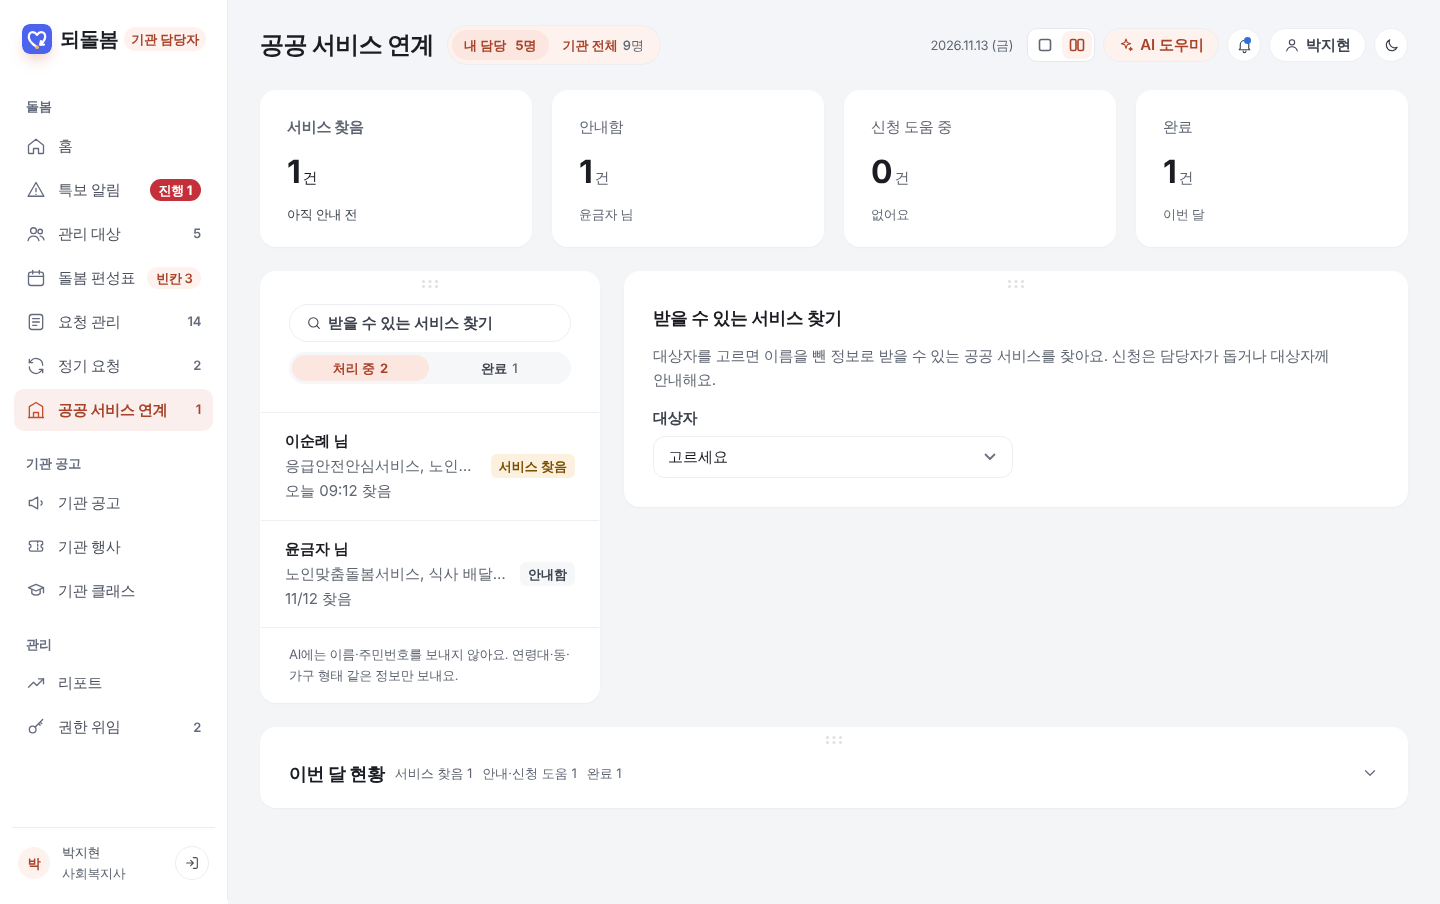 되돌봄 기관 담당자
돌봄
홈
특보 알림 진행 1
관리 대상 5
돌봄 편성표 빈칸 3
요청 관리 14
정기 요청 2
공공 서비스 연계 1
기관 공고
기관 공고
기관 행사
기관 클래스
관리
리포트
권한 위임 2
박 박지현
사회복지사
공공 서비스 연계 내 담당 5명 기관 전체 9명 2026.11.13 (금) AI 도우미 박지현
서비스 찾음
1건
아직 안내 전
안내함
1건
윤금자 님
신청 도움 중
0건
없어요
완료
1건
이번 달
받을 수 있는 서비스 찾기
처리 중 2 완료 1
이순례 님
응급안전안심서비스, 노인... 서비스 찾음
오늘 09:12 찾음
윤금자 님
노인맞춤돌봄서비스, 식사 배달... 안내함
11/12 찾음
AI에는 이름·주민번호를 보내지 않아요. 연령대·동·
가구 형태 같은 정보만 보내요.
받을 수 있는 서비스 찾기
대상자를 고르면 이름을 뺀 정보로 받을 수 있는 공공 서비스를 찾아요. 신청은 담당자가 돕거나 대상자께
안내해요.
대상자
고르세요
이번 달 현황 서비스 찾음 1 안내·신청 도움 1 완료 1